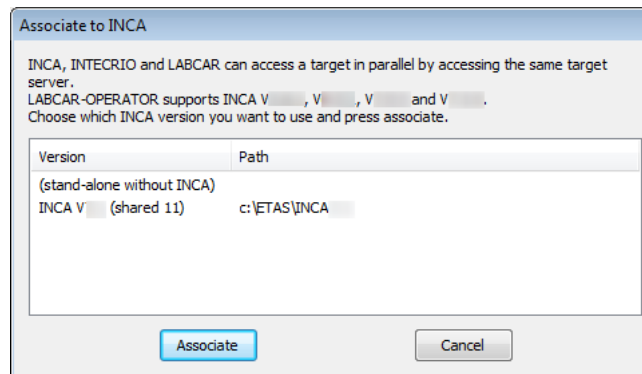 Associate to INCA
INCA, INTECRIO and LABCAR can access a target in parallel by accessing the same target
server.
LABCAR-OPERATOR supports INCA V , V , V and V .
Choose which INCA version you want to use and press associate.
Version Path
(stand-alone without INCA)
INCA V (shared 11) c:\ETAS\INCA
Associate Cancel